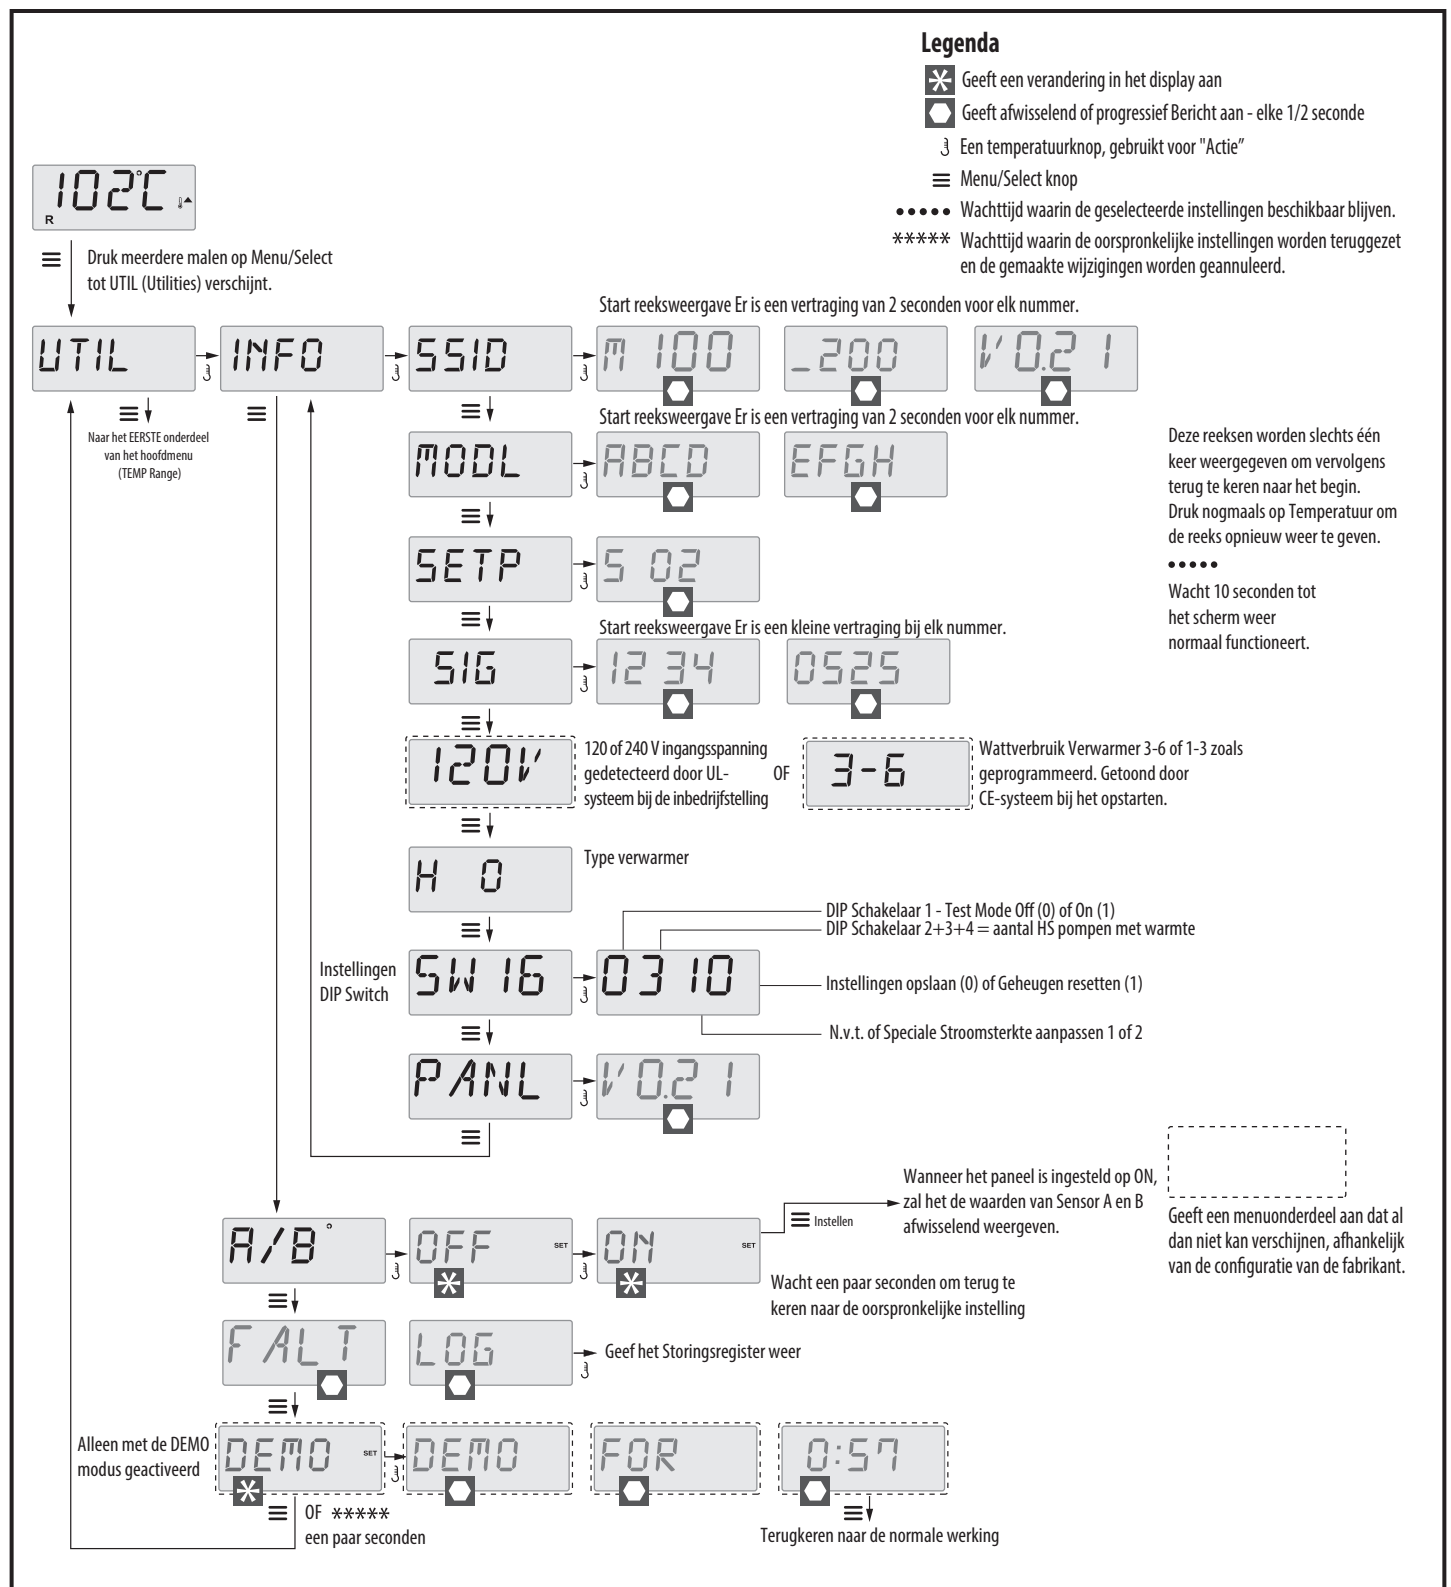 Legenda
Geeft een verandering in het display aan
Geeft afwisselend of progressief Bericht aan - elke 1/2 seconde
Een temperatuurknop, gebruikt voor "Actie”
Menu/Select knop
Wachttijd waarin de geselecteerde instellingen beschikbaar blijven.
***** Wachttijd waarin de oorspronkelijke instellingen worden teruggezet
en de gemaakte wijzigingen worden geannuleerd.
102°C
R
Druk meerdere malen op Menu/Select
tot UTIL (Utilities) verschijnt.
Start reeksweergave Er is een vertraging van 2 seconden voor elk nummer.
UTIL
INFO
SSID
M 100
_200
V 0.21
Naar het EERSTE onderdeel
van het hoofdmenu
(TEMP Range)
Start reeksweergave Er is een vertraging van 2 seconden voor elk nummer.
MODL
ABCD
EFGH
Deze reeksen worden slechts één
keer weergegeven om vervolgens
terug te keren naar het begin.
Druk nogmaals op Temperatuur om
de reeks opnieuw weer te geven.
Wacht 10 seconden tot
het scherm weer
normaal functioneert.
SETP
S 02
Start reeksweergave Er is een kleine vertraging bij elk nummer.
SIG
1234
0525
120V
120 of 240 V ingangsspanning
gedetecteerd door UL-
systeem bij de inbedrijfstelling
OF
3-6
Wattverbruik Verwarmer 3-6 of 1-3 zoals
geprogrammeerd. Getoond door
CE-systeem bij het opstarten.
H 0
Type verwarmer
DIP Schakelaar 1 - Test Mode Off (0) of On (1)
DIP Schakelaar 2+3+4 = aantal HS pompen met warmte
Instellingen
DIP Switch
SW 16
0310
Instellingen opslaan (0) of Geheugen resetten (1)
N.v.t. of Speciale Stroomsterkte aanpassen 1 of 2
PANL
V 0.21
A/B°
OFF
SET
ON
SET
Instellen
Wanneer het paneel is ingesteld op ON,
zal het de waarden van Sensor A en B
afwisselend weergeven.
Wacht een paar seconden om terug te
keren naar de oorspronkelijke instelling
Geeft een menuonderdeel aan dat al
dan niet kan verschijnen, afhankelijk
van de configuratie van de fabrikant.
FALT
LOG
Geef het Storingsregister weer
Alleen met de DEMO
modus geactiveerd
DEMO
SET
DEMO
FOR
0:57
OF *****
een paar seconden
Terugkeren naar de normale werking